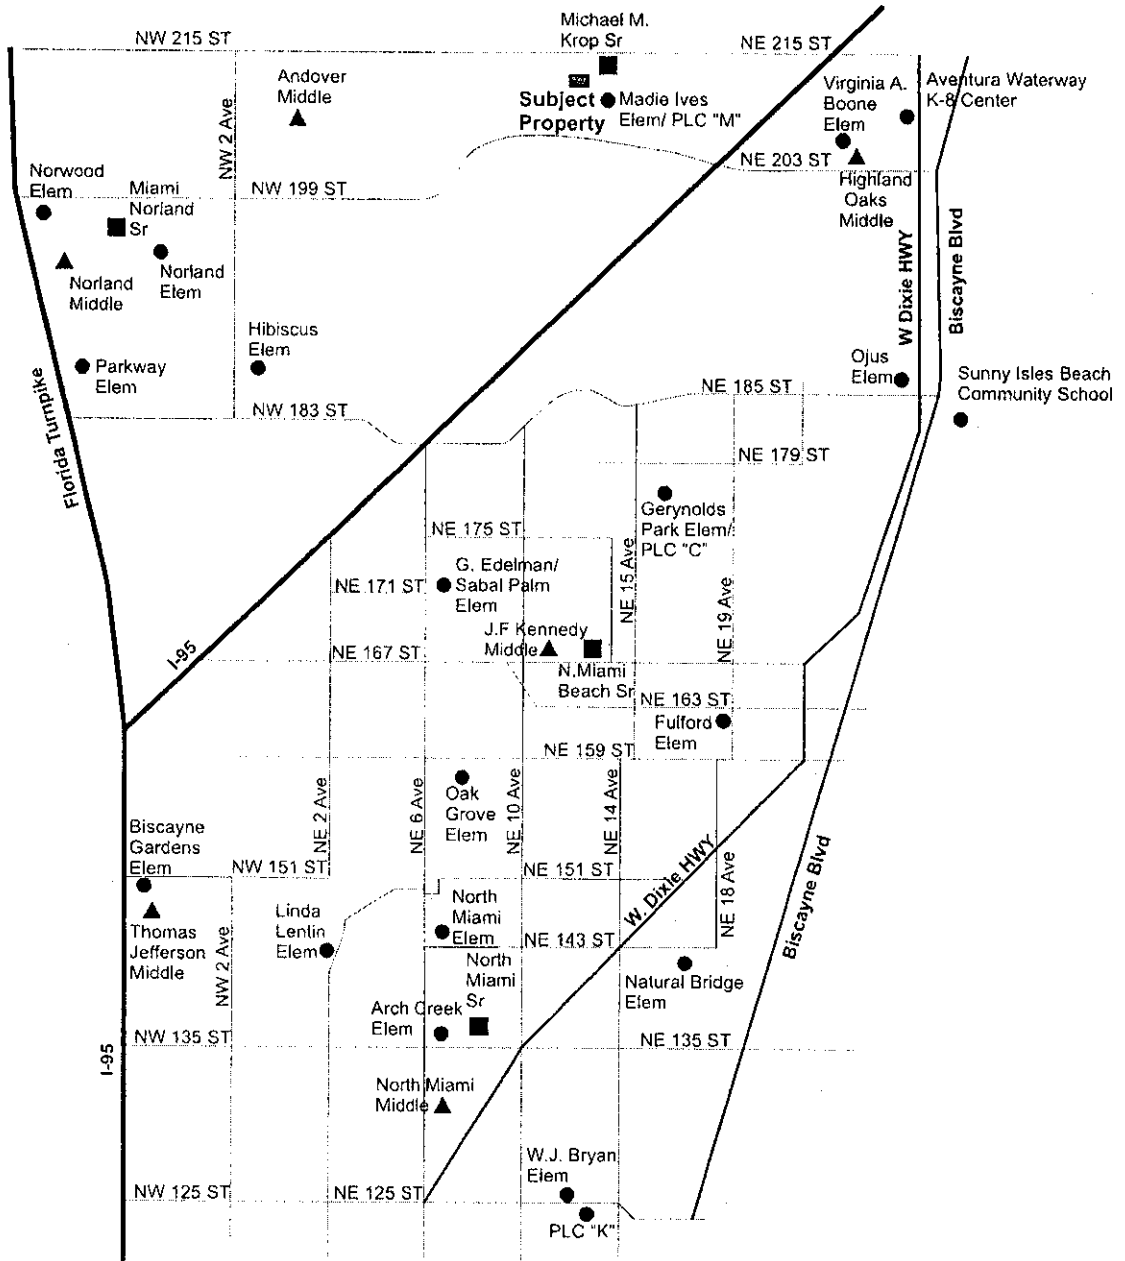 Michael M.
Krop Sr
NW 215 ST
NE 215 ST
Andover
Middle
Subject
Property
Madie Ives
Elem/ PLC "M"
Virginia A.
Boone
Elem
Aventura Waterway
K-8 Center
NW 2 Ave
NE 203 ST
Highland
Oaks
Middle
Norwood
Elem
Miami
Norland
Sr
NW 199 ST
Norland
Middle
Norland
Elem
W Dixie HWY
Biscayne Blvd
Hibiscus
Elem
Parkway
Elem
Ojus
Elem
Sunny Isles Beach
Community School
NE 185 ST
NW 183 ST
Florida Turnpike
NE 179 ST
Gerynolds
Park Elem/
PLC "C"
NE 175 ST
NE 15 Ave
NE 171 ST
G. Edelman/
Sabal Palm
Elem
NE 19 Ave
J.F Kennedy
Middle
I-95
NE 167 ST
N.Miami
Beach Sr
NE 163 ST
Fulford
Elem
NE 159 ST
NE 2 Ave
NE 6 Ave
Oak
Grove
Elem
NE 10 Ave
NE 14 Ave
Biscayne
Gardens
Elem
NW 151 ST
NE 151 ST
W. Dixie HWY
NE 18 Ave
Biscayne Blvd
Thomas
Jefferson
Middle
NW 2 Ave
Linda
Lentin
Elem
North
Miami
Elem
NE 143 ST
North
Miami
Sr
Natural Bridge
Elem
Arch Creek
Elem
NW 135 ST
NE 135 ST
I-95
North Miami
Middle
W.J. Bryan
Elem
NW 125 ST
NE 125 ST
PLC "K"